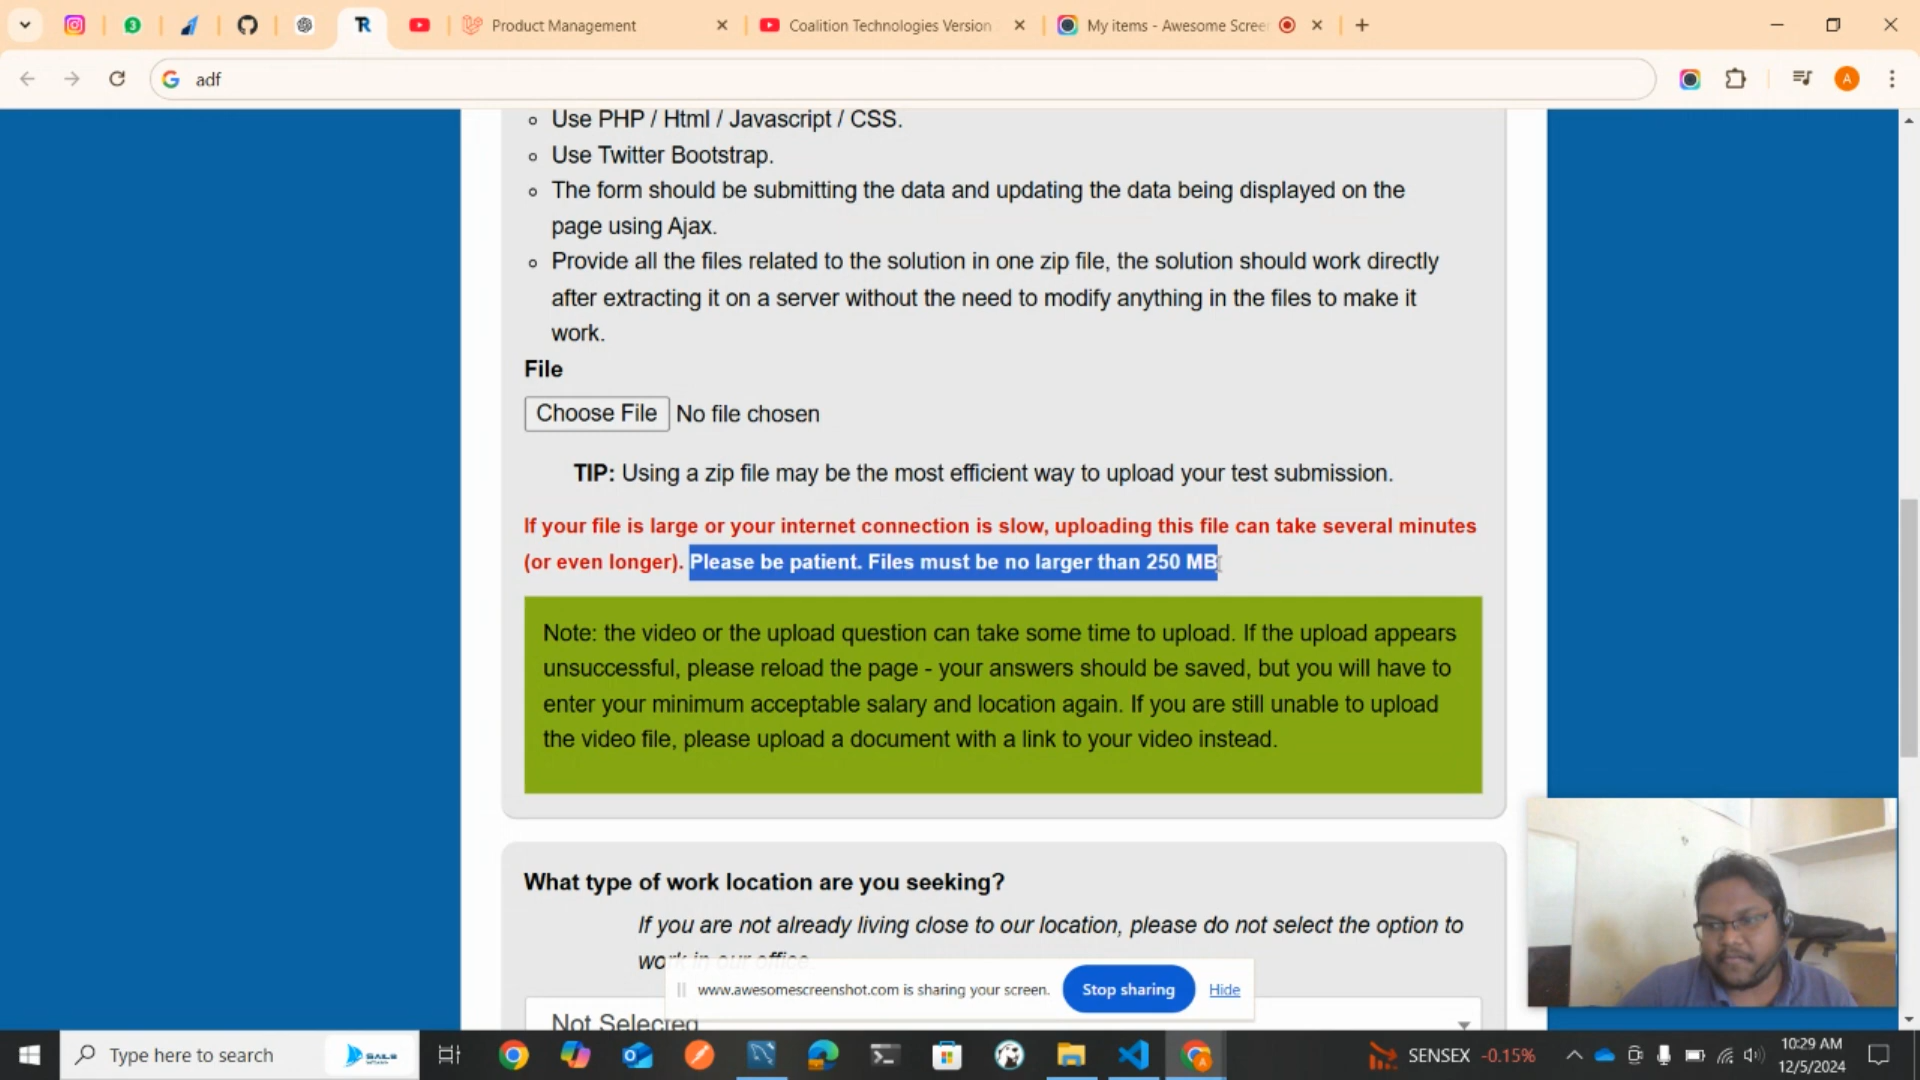 3
Product Management
Coalition Technologies Version
My items - Awesome Scree
adf
A
Use PHP / Html / Javascript / CSS.
Use Twitter Bootstrap.
The form should be submitting the data and updating the data being displayed on the
page using Ajax.
Provide all the files related to the solution in one zip file, the solution should work directly
after extracting it on a server without the need to modify anything in the files to make it
work.
File
Choose File No file chosen
TIP: Using a zip file may be the most efficient way to upload your test submission.
If your file is large or your internet connection is slow, uploading this file can take several minutes
(or even longer). Please be patient. Files must be no larger than 250 MB
Note: the video or the upload question can take some time to upload. If the upload appears
unsuccessful, please reload the page - your answers should be saved, but you will have to
enter your minimum acceptable salary and location again. If you are still unable to upload
the video file, please upload a document with a link to your video instead.
What type of work location are you seeking?
If you are not already living close to our location, please do not select the option to
work in our office.
www.awesomescreenshot.com is sharing your screen. Stop sharing Hide
Not Selected
Type here to search
SENSEX -0.15%
10:29 AM
12/5/2024